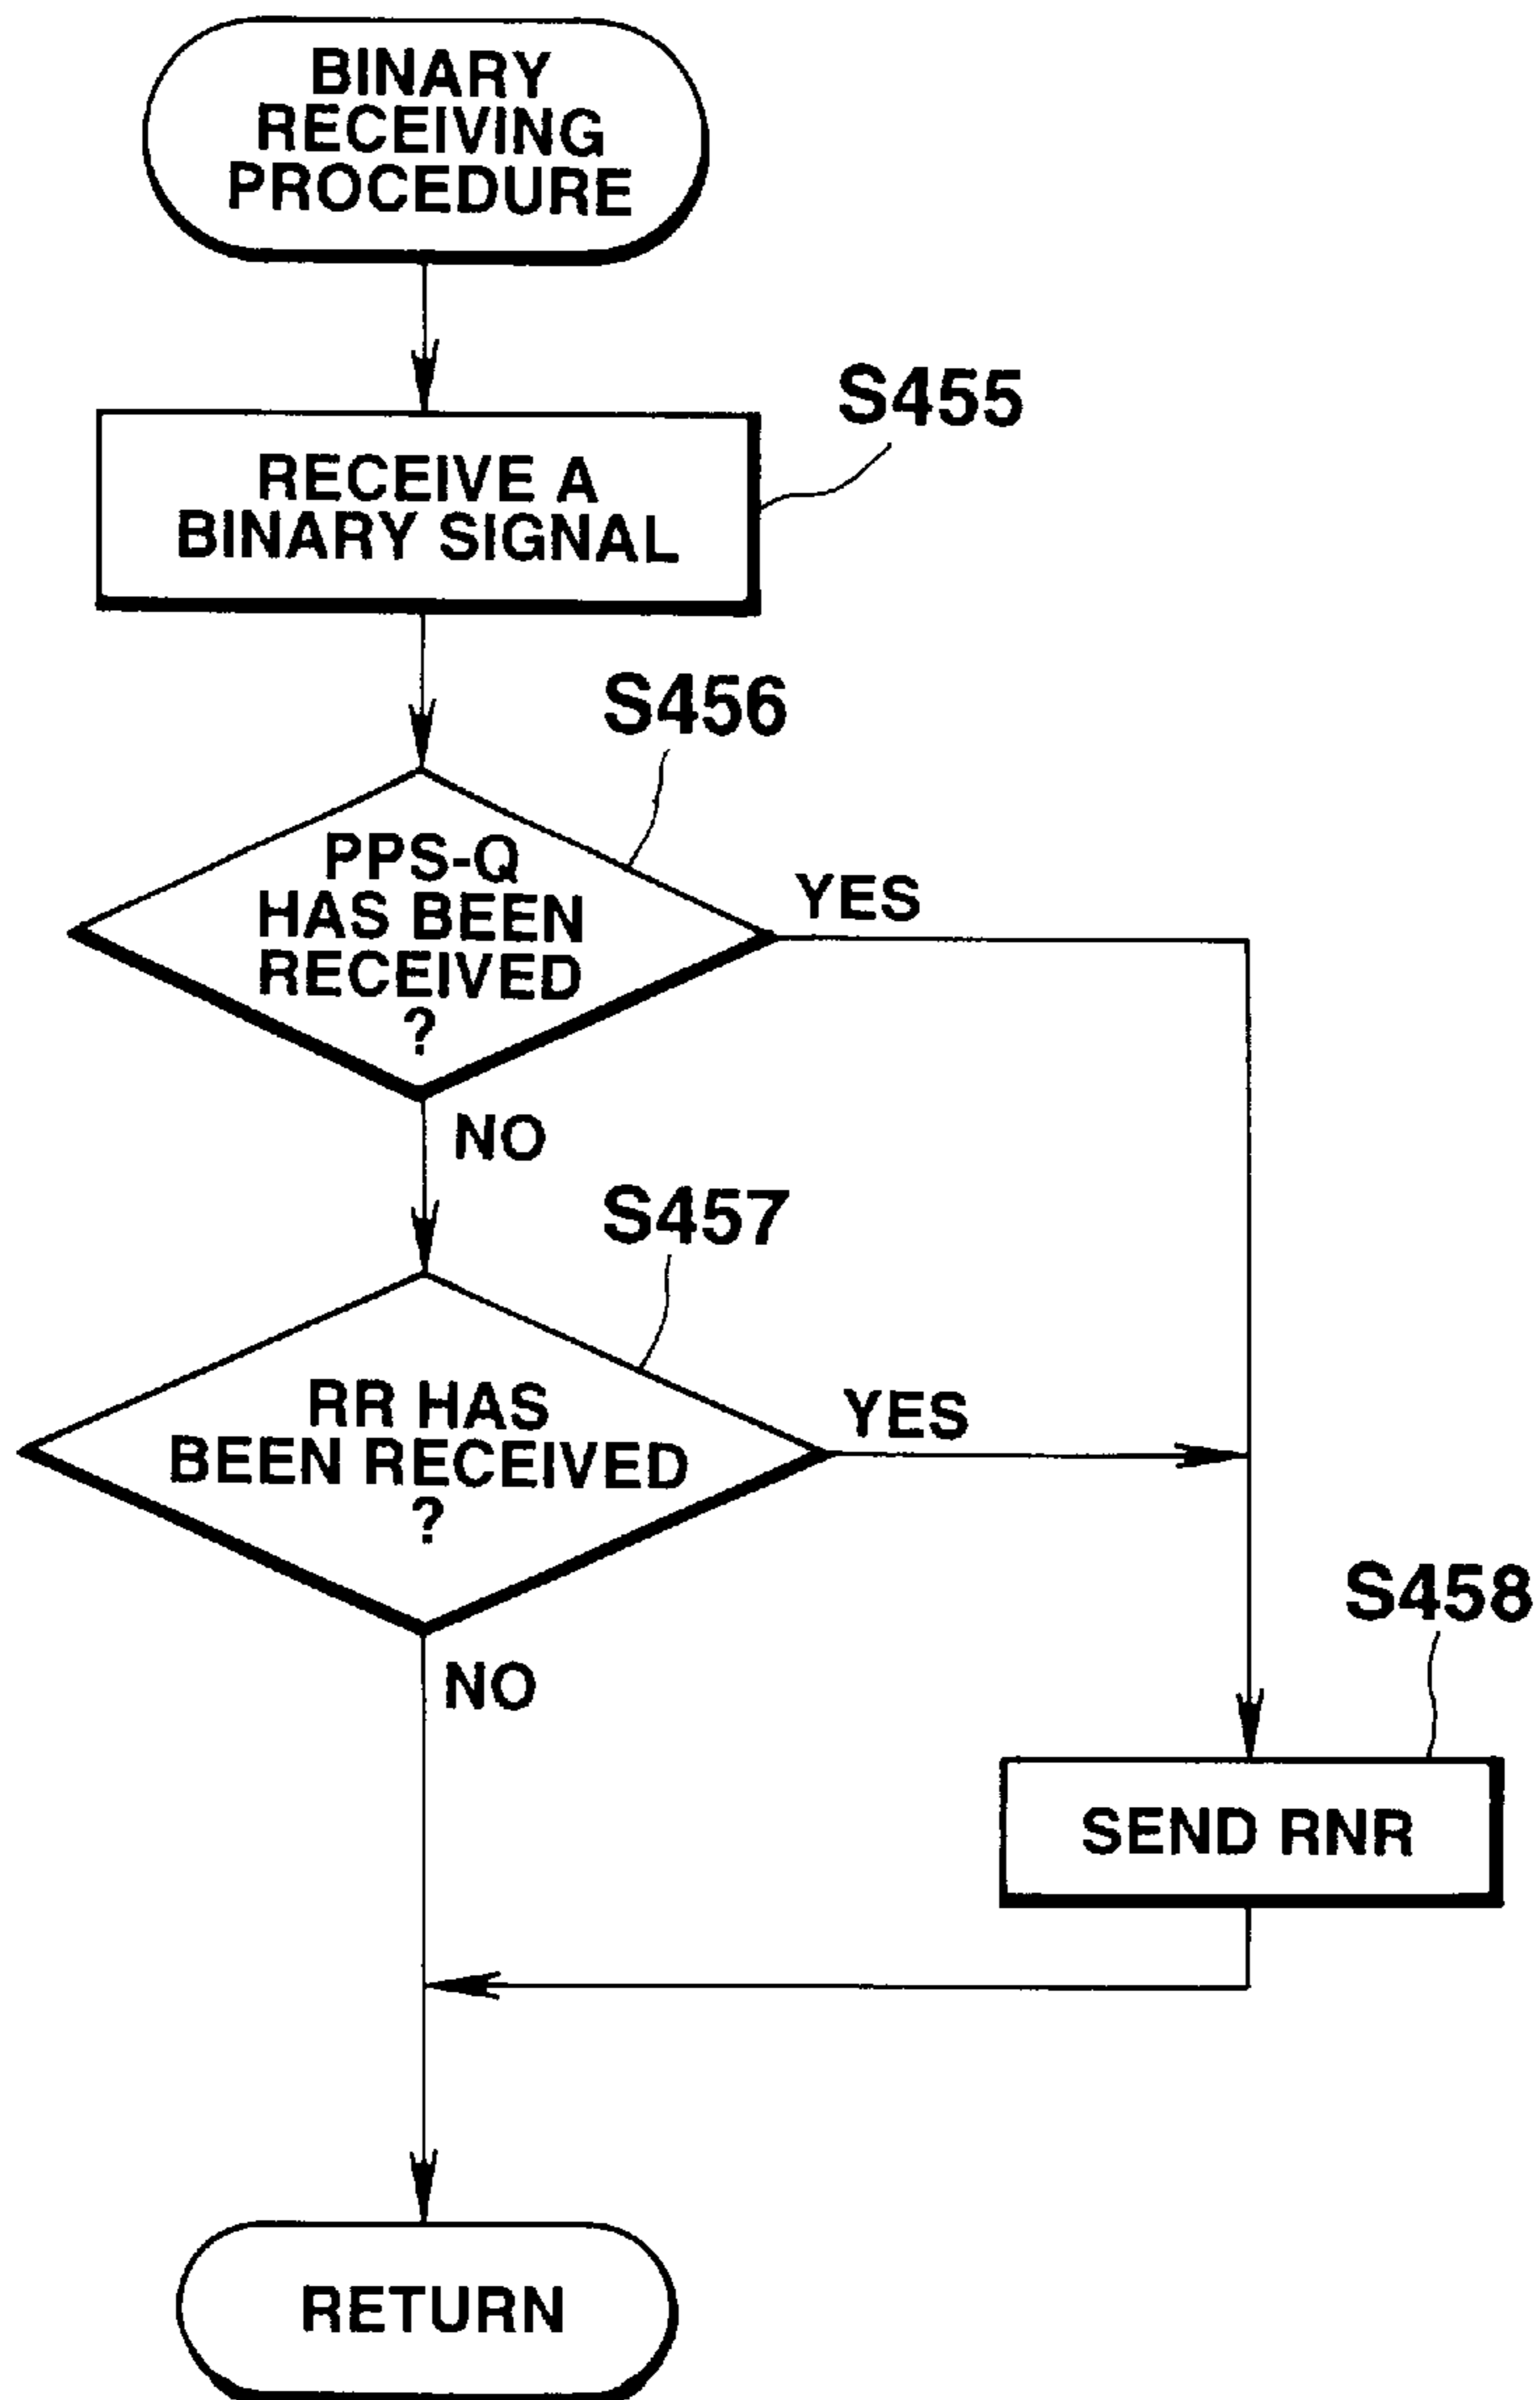 BINARY
RECEIVING
PROCEDURE
S455
RECEIVE A
BINARY SIGNAL
S456
PPS-Q
HAS BEEN
RECEIVED
?
YES
NO
S457
RR HAS
BEEN RECEIVED
?
YES
NO
S458
SEND RNR
RETURN